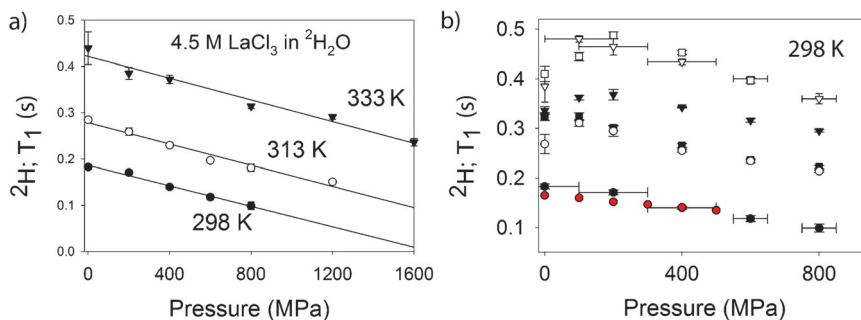 a)
4.5 M LaCl₃ in ²H₂O
²H; T₁ (s)
0.5
0.4
0.3
0.2
0.1
0.0
333 K
313 K
298 K
0 400 800 1200 1600
Pressure (MPa)
b)
298 K
²H; T₁ (s)
0.5
0.4
0.3
0.2
0.1
0 200 400 600 800
Pressure (MPa)